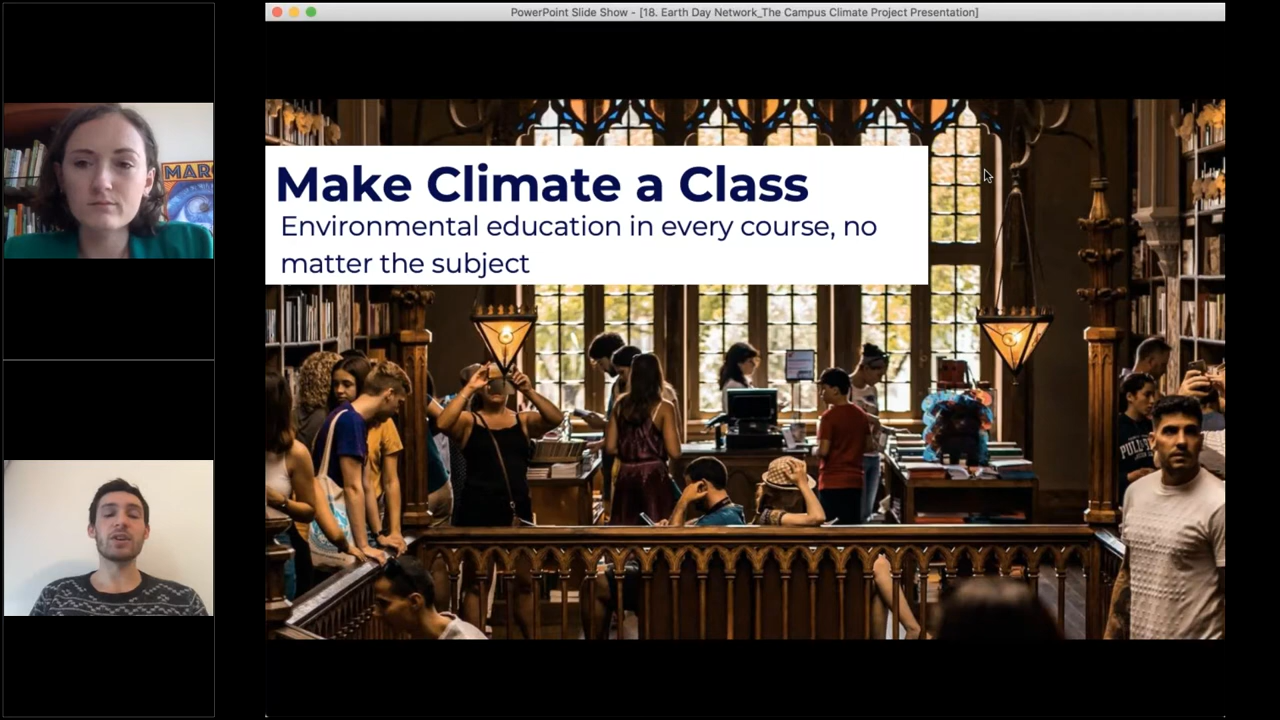 PowerPoint Slide Show - [18. Earth Day Network_The Campus Climate Project Presentation]
Make Climate a Class
Environmental education in every course, no
matter the subject
MAR